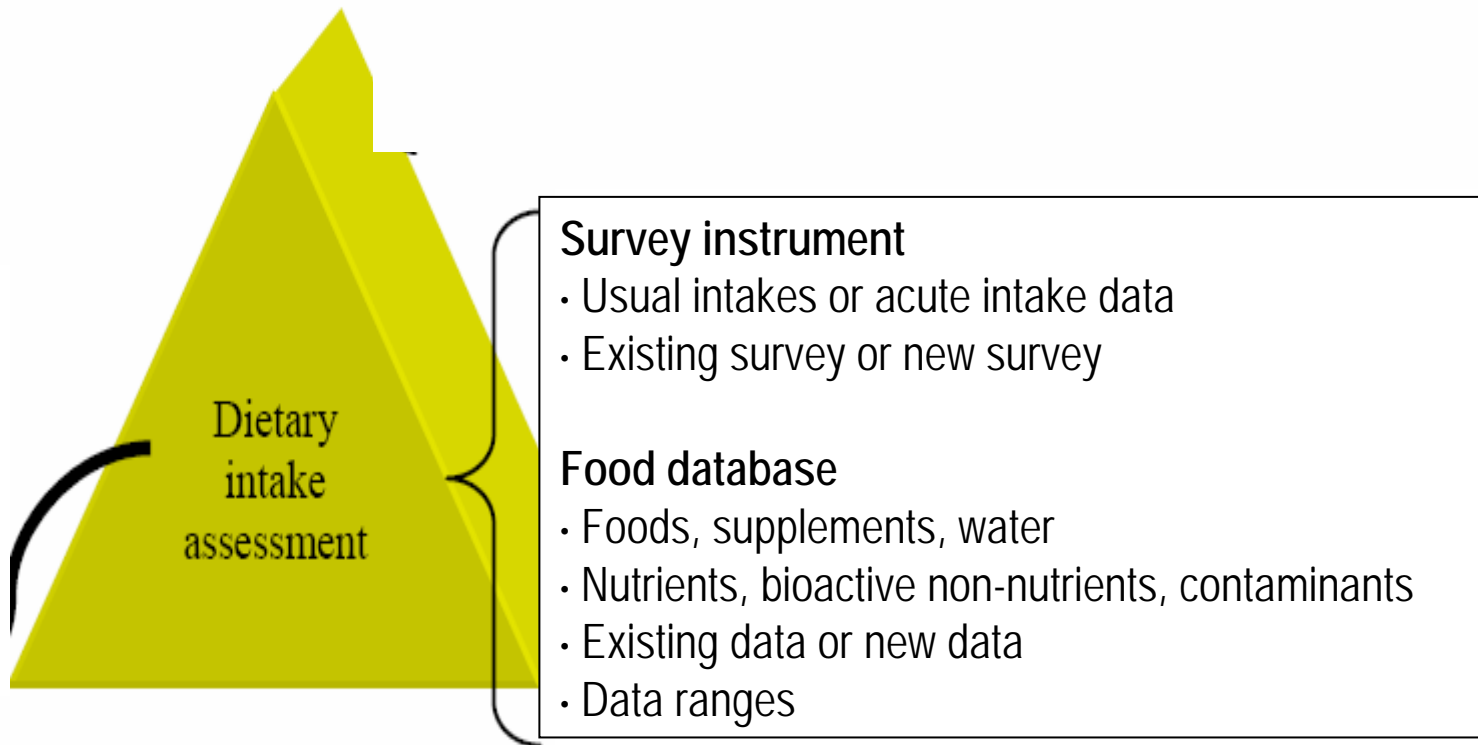 Dietary
intake
assessment
Survey instrument
· Usual intakes or acute intake data
· Existing survey or new survey
Food database
· Foods, supplements, water
· Nutrients, bioactive non-nutrients, contaminants
· Existing data or new data
· Data ranges